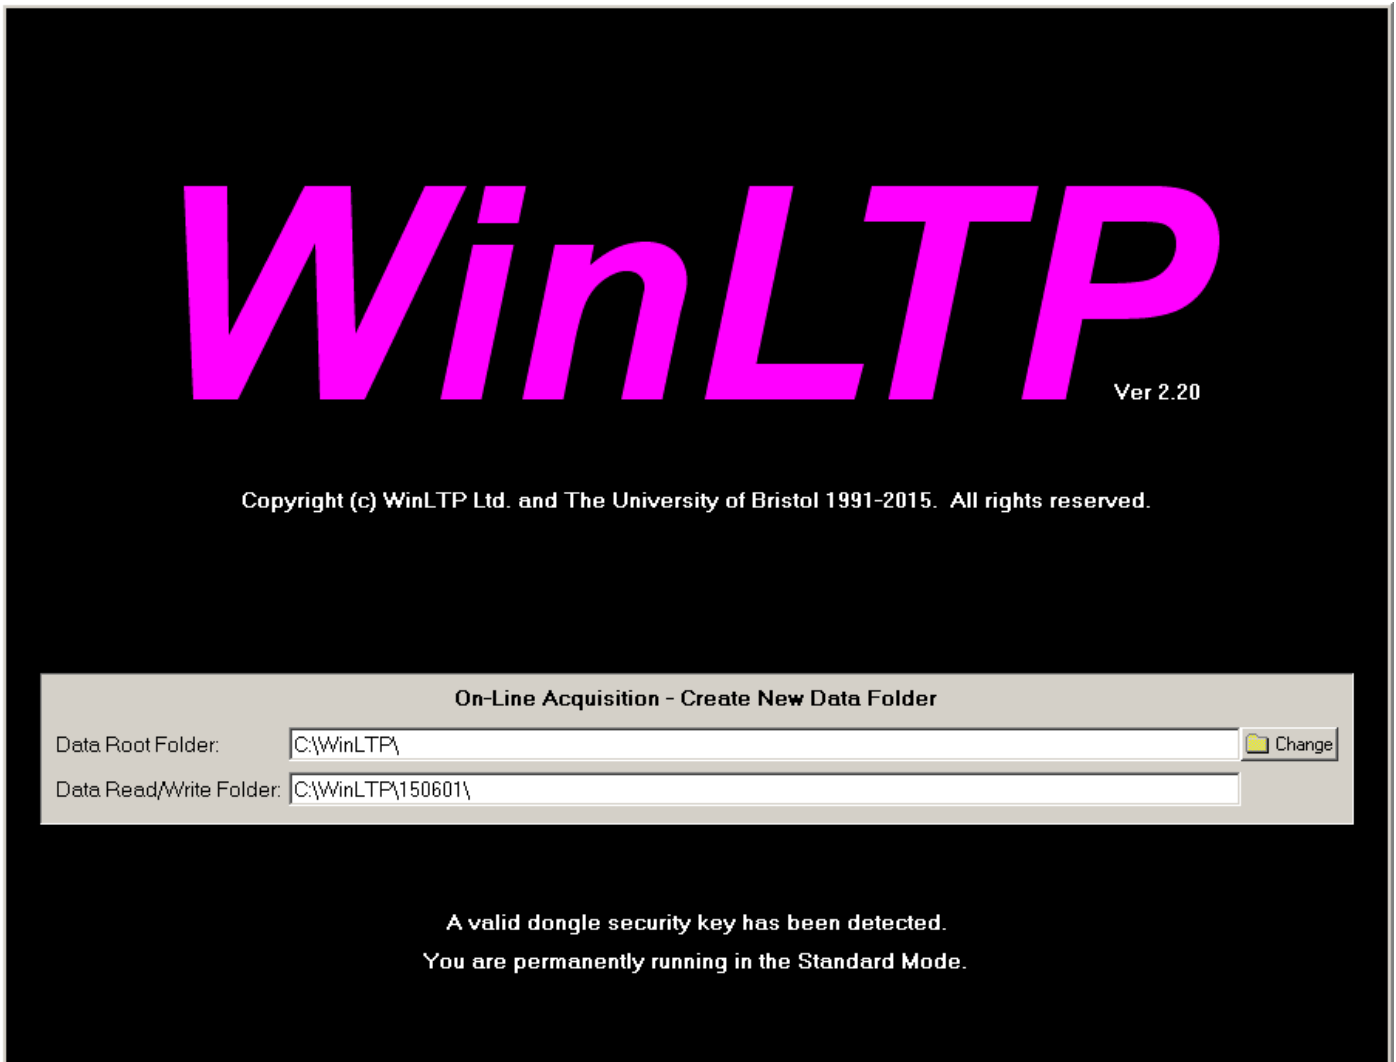 WinLTP
Ver 2.20
Copyright (c) WinLTP Ltd. and The University of Bristol 1991-2015.  All rights reserved.
On-Line Acquisition - Create New Data Folder
Data Root Folder: C:\WinLTP\ Change
Data Read/Write Folder: C:\WinLTP\150601\
A valid dongle security key has been detected.
You are permanently running in the Standard Mode.